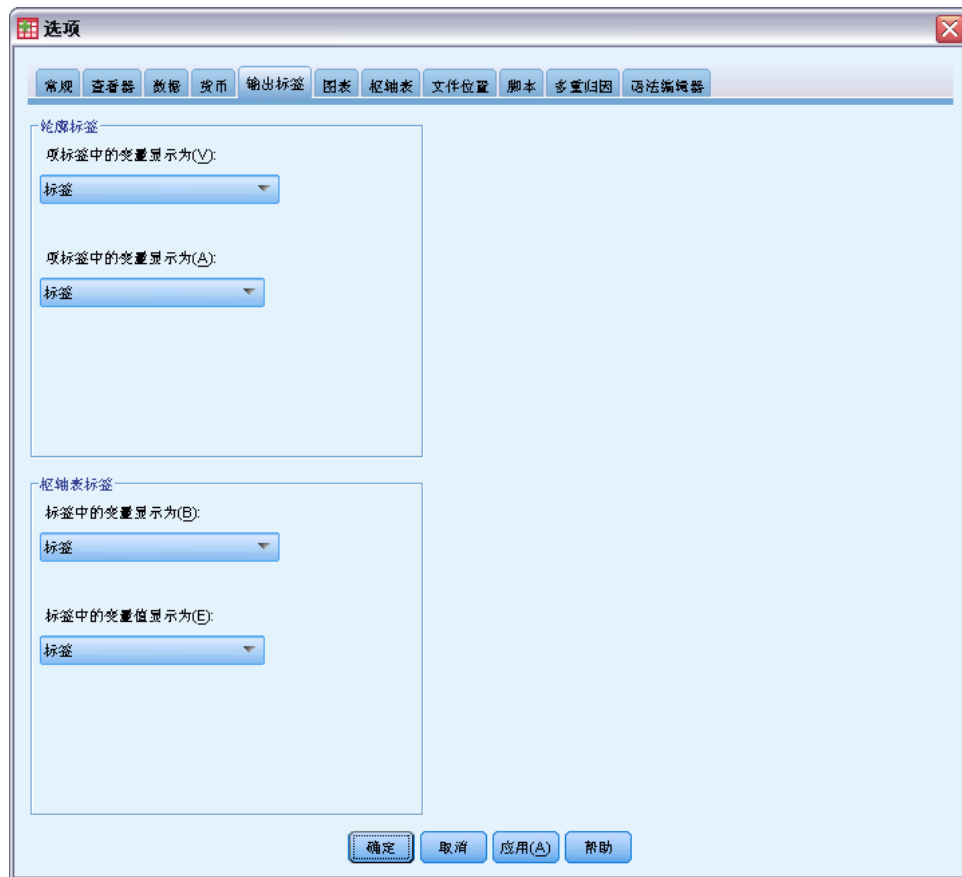 选项
常规 查看器 数据 货币 输出标签 图表 枢轴表 文件位置 脚本 多重归因 语法编辑器
轮廓标签
项标签中的变量显示为(V):
标签
项标签中的变量显示为(A):
标签
枢轴表标签
标签中的变量显示为(B):
标签
标签中的变量值显示为(E):
标签
确定 取消 应用(A) 帮助